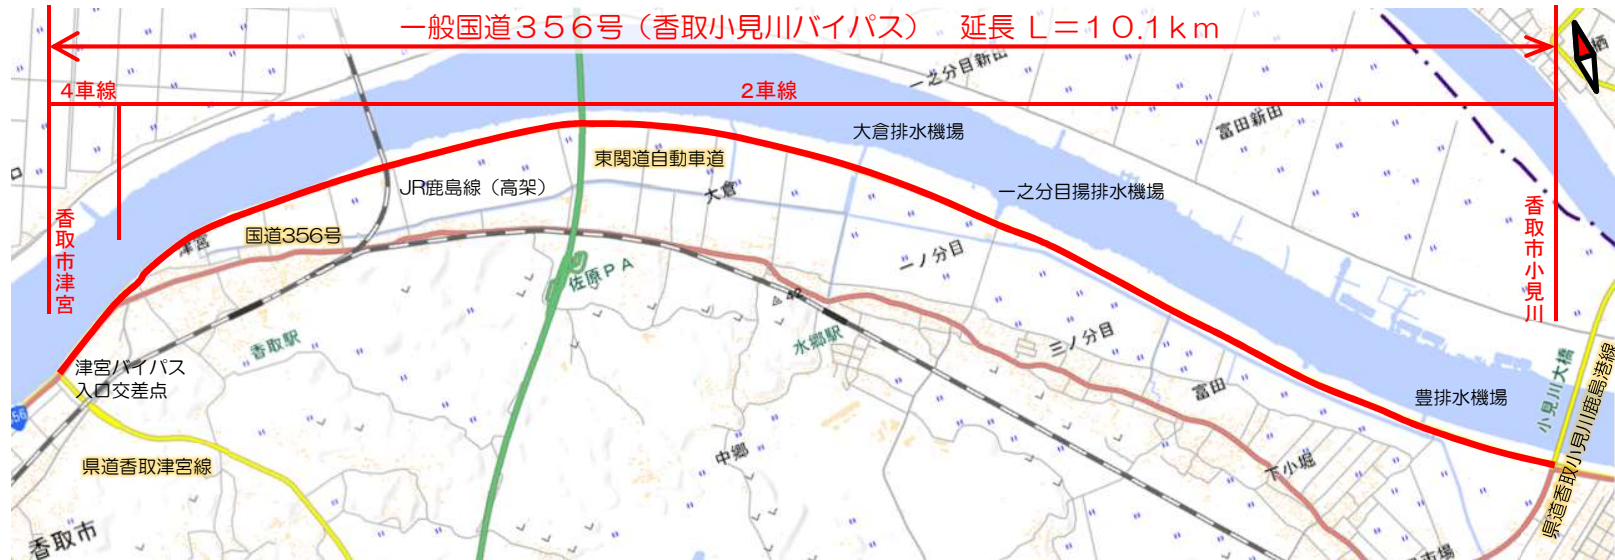 一般国道356号（香取小見川バイパス） 延長 L＝10.1km
4車線
2車線
一之分目新田
富田新田
大倉排水機場
東関道自動車道
JR鹿島線（高架）
大倉
一之分目揚排水機場
香取市津宮
香取市小見川
国道356号
津宮
二ノ分目
佐原PA
42
香取駅
水郷駅
三ノ分目
津宮バイパス
入口交差点
富田
豊排水機場
小見川大橋
県道香取小見川鹿島港線
56
県道香取津宮線
中郷
下小堀
香取市
市場
栖